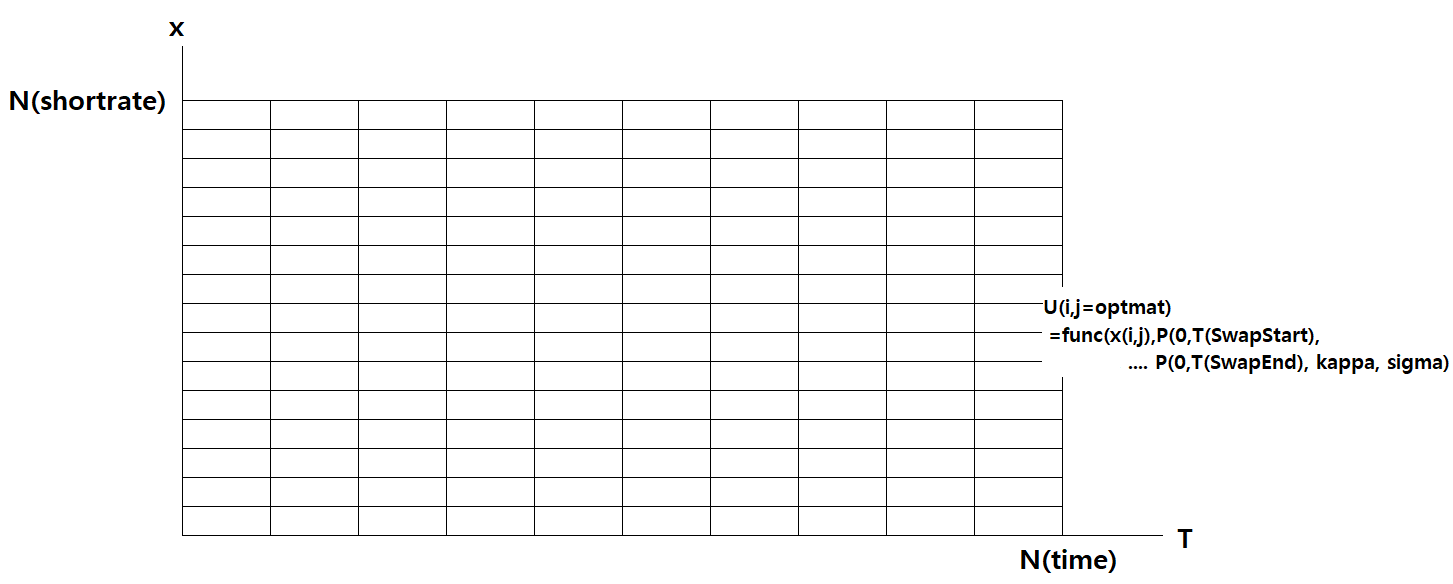 x
N(shortrate)
U(i,j=optmat)
=func(x(i,j),P(0,T(SwapStart),
.... P(0,T(SwapEnd), kappa, sigma)
T
N(time)